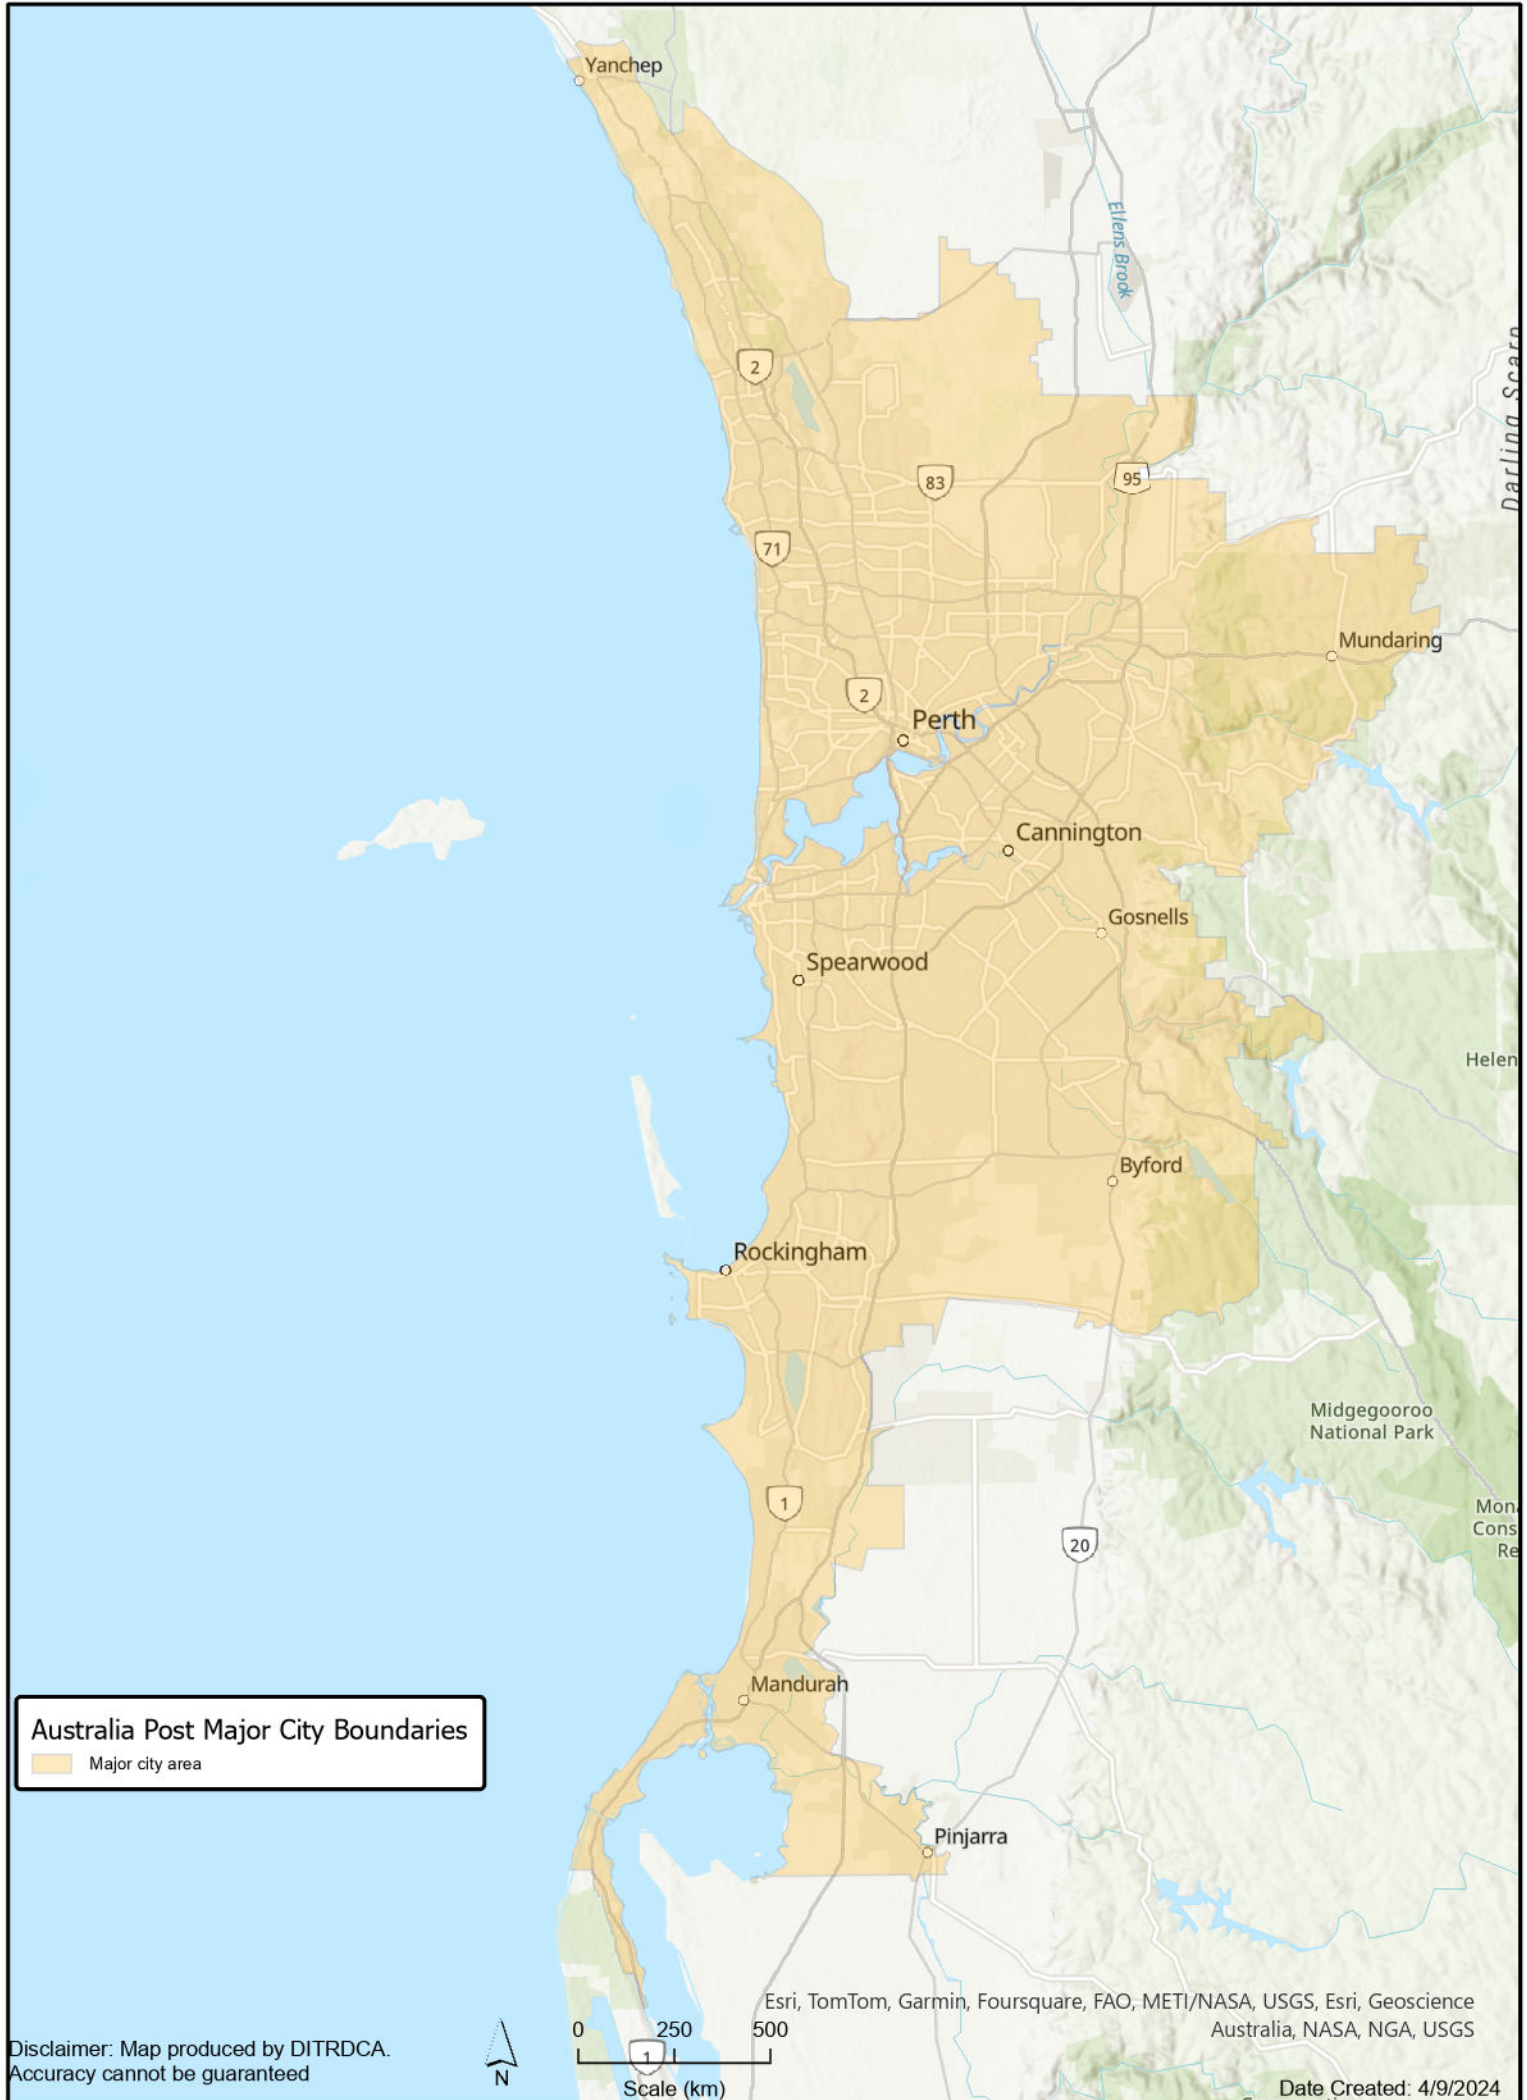 Yanchep
Ellens Brook
2
Darling Scarp
83
95
71
Mundaring
2
Perth
Cannington
Gosnells
Spearwood
Helen
Byford
Rockingham
Midgegooroo
National Park
1
Mon
Cons
Re
20
Mandurah
Australia Post Major City Boundaries
Major city area
Pinjarra
Esri, TomTom, Garmin, Foursquare, FAO, METI/NASA, USGS, Esri, Geoscience
Australia, NASA, NGA, USGS
Disclaimer: Map produced by DITRDCA.
Accuracy cannot be guaranteed
N
0 250 500
1
Scale (km)
Date Created: 4/9/2024